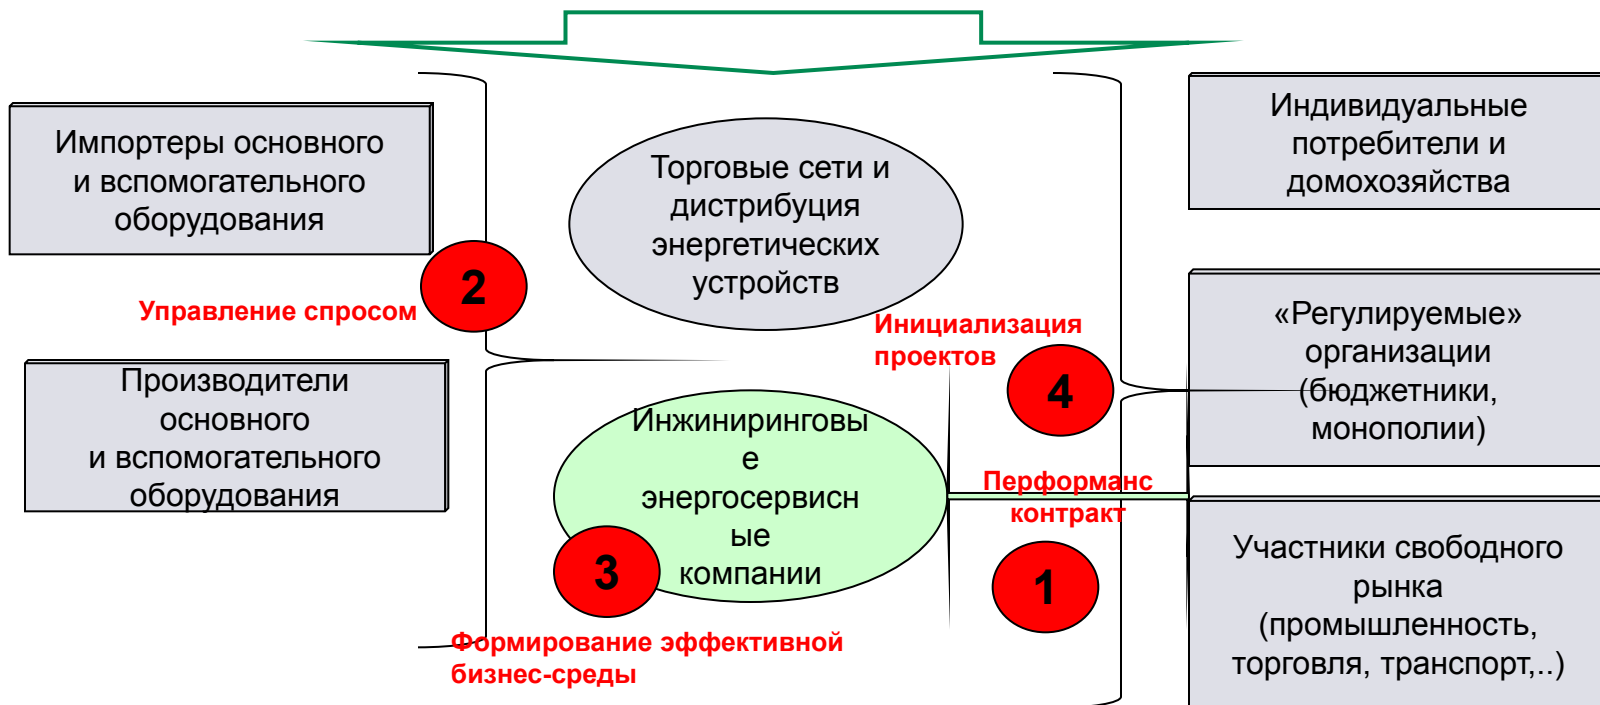 Импортеры основного
и вспомогательного
оборудования
Торговые сети и
дистрибуция
энергетических
устройств
Индивидуальные
потребители и
домохозяйства
2
Управление спросом
Инициализация
проектов
4
«Регулируемые»
организации
(бюджетники,
монополии)
Производители
основного
и вспомогательного
оборудования
Инжиниринговы
е
энергосервисн
ые
компании
3
Перформанс
контракт
1
Участники свободного
рынка
(промышленность,
торговля, транспорт,..)
Формирование эффективной
бизнес-среды